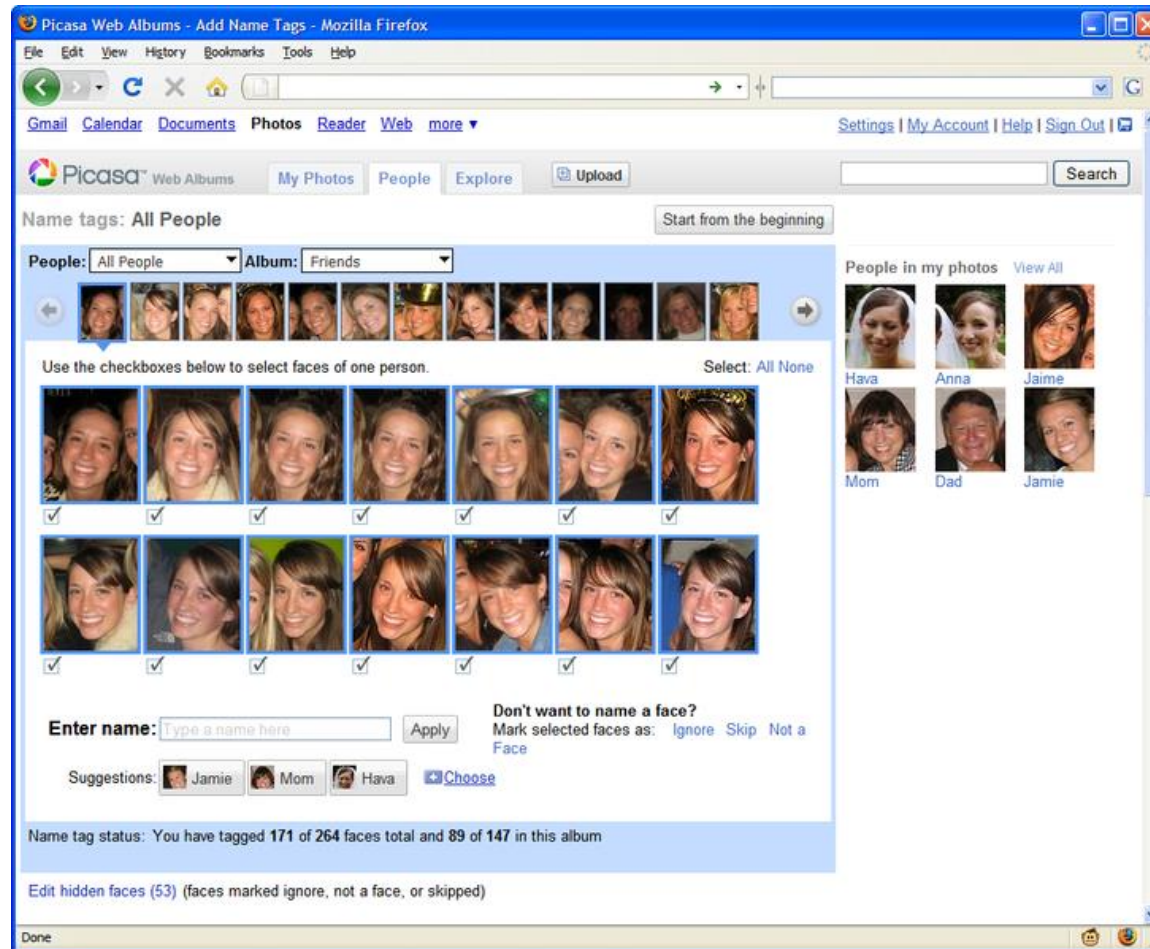 Picasa Web Albums - Add Name Tags - Mozilla Firefox
File Edit View History Bookmarks Tools Help
G
Gmail Calendar Documents Photos Reader Web more ▼ Settings | My Account | Help | Sign Out |
Picasa™ Web Albums My Photos People Explore Upload Search
Name tags: All People Start from the beginning
People: All People Album: Friends
Use the checkboxes below to select faces of one person. Select: All None
Enter name: Type a name here Apply
Don't want to name a face?
Mark selected faces as: Ignore Skip Not a
Face
Suggestions: Jamie Mom Hava Choose
Name tag status: You have tagged 171 of 264 faces total and 89 of 147 in this album
Edit hidden faces (53) (faces marked ignore, not a face, or skipped)
People in my photos View All
Hava Anna Jaime
Mom Dad Jamie
Done